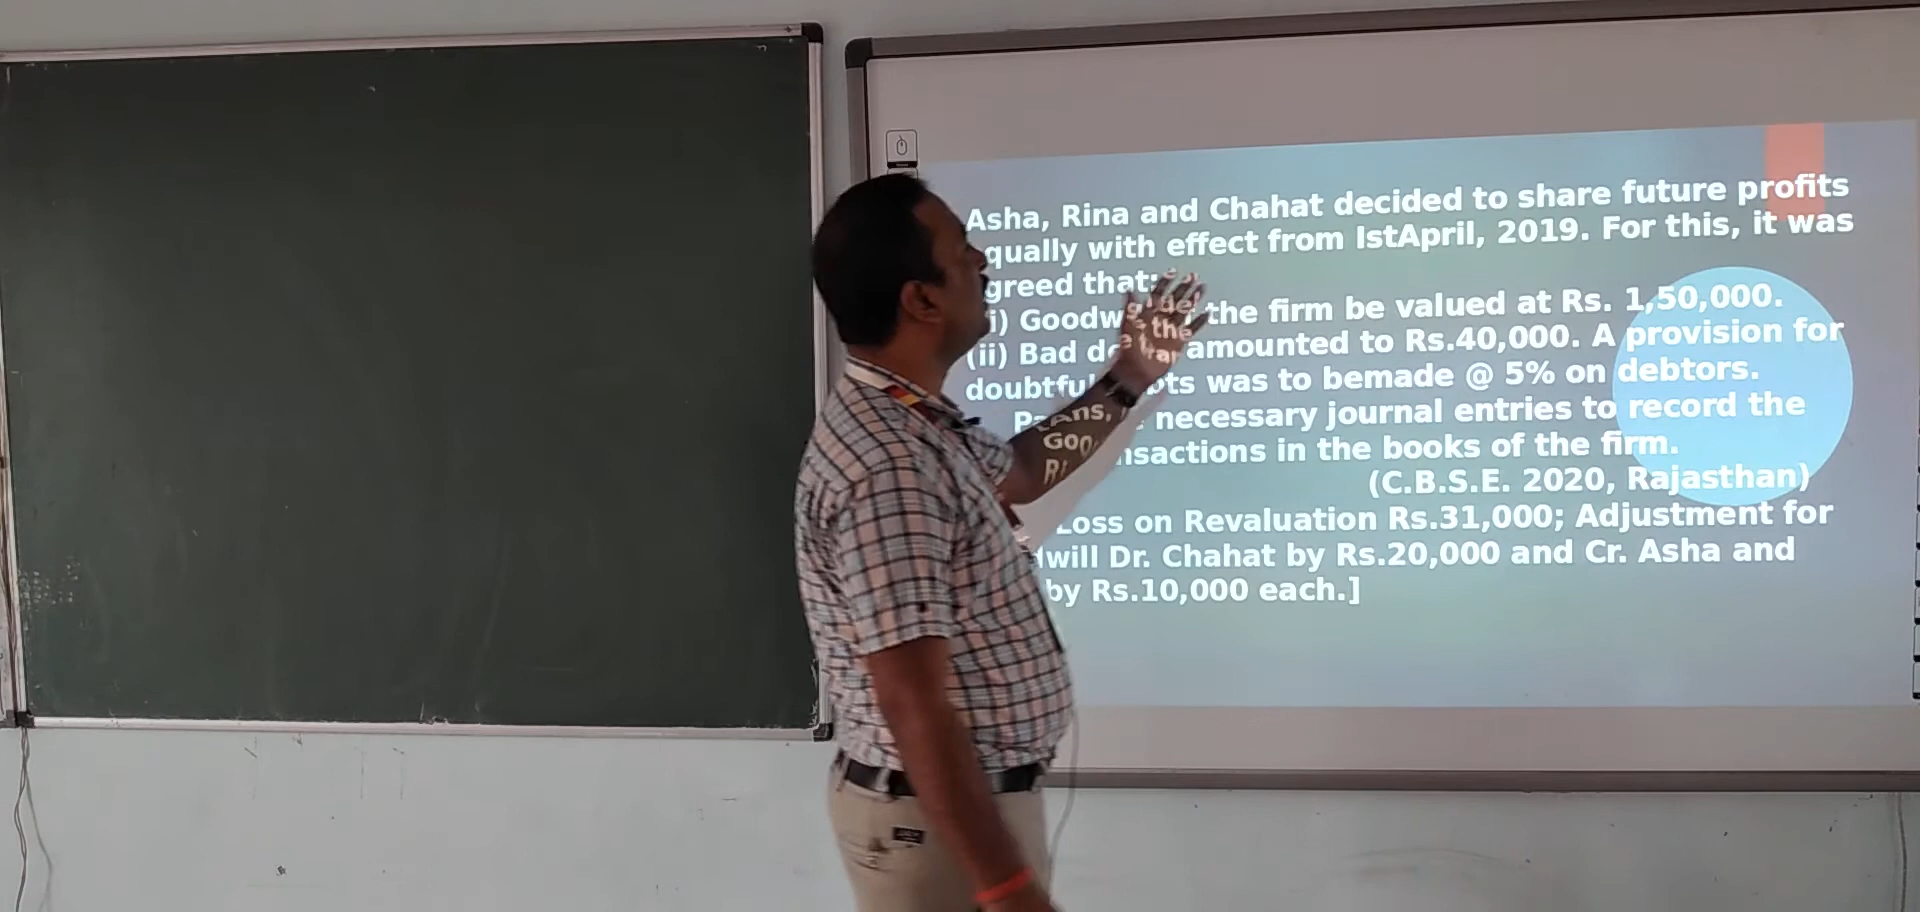 Asha, Rina and Chahat decided to share future profits
qually with effect from IstApril, 2019. For this, it was
greed that:
i) Goodw the firm be valued at Rs. 1,50,000.
(ii) Bad de amounted to Rs.40,000. A provision for
doubtful bts was to bemade @ 5% on debtors.
necessary journal entries to record the
nsactions in the books of the firm.
(C.B.S.E. 2020, Rajasthan)
Loss on Revaluation Rs.31,000; Adjustment for
will Dr. Chahat by Rs.20,000 and Cr. Asha and
by Rs.10,000 each.]